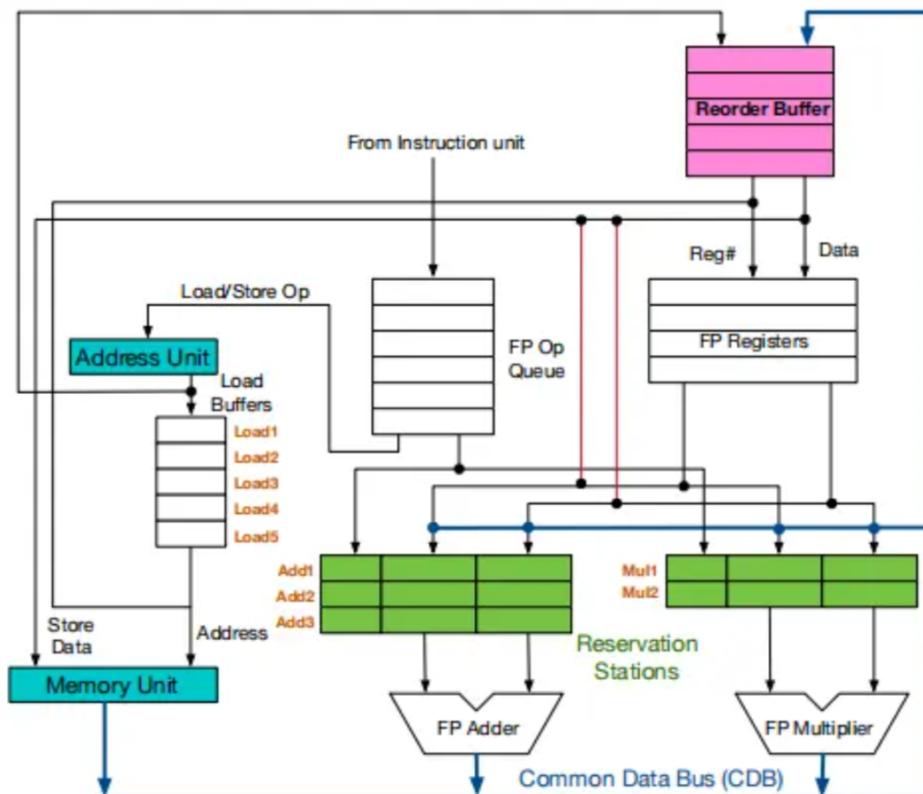 Reorder Buffer
From Instruction unit
Reg#
Data
Load/Store Op
FP Registers
Address Unit
FP Op
Queue
Load
Buffers
Load1
Load2
Load3
Load4
Load5
Add1
Add2
Add3
Mul1
Mul2
Store
Data
Address
Reservation
Stations
Memory Unit
FP Adder
FP Multiplier
Common Data Bus (CDB)